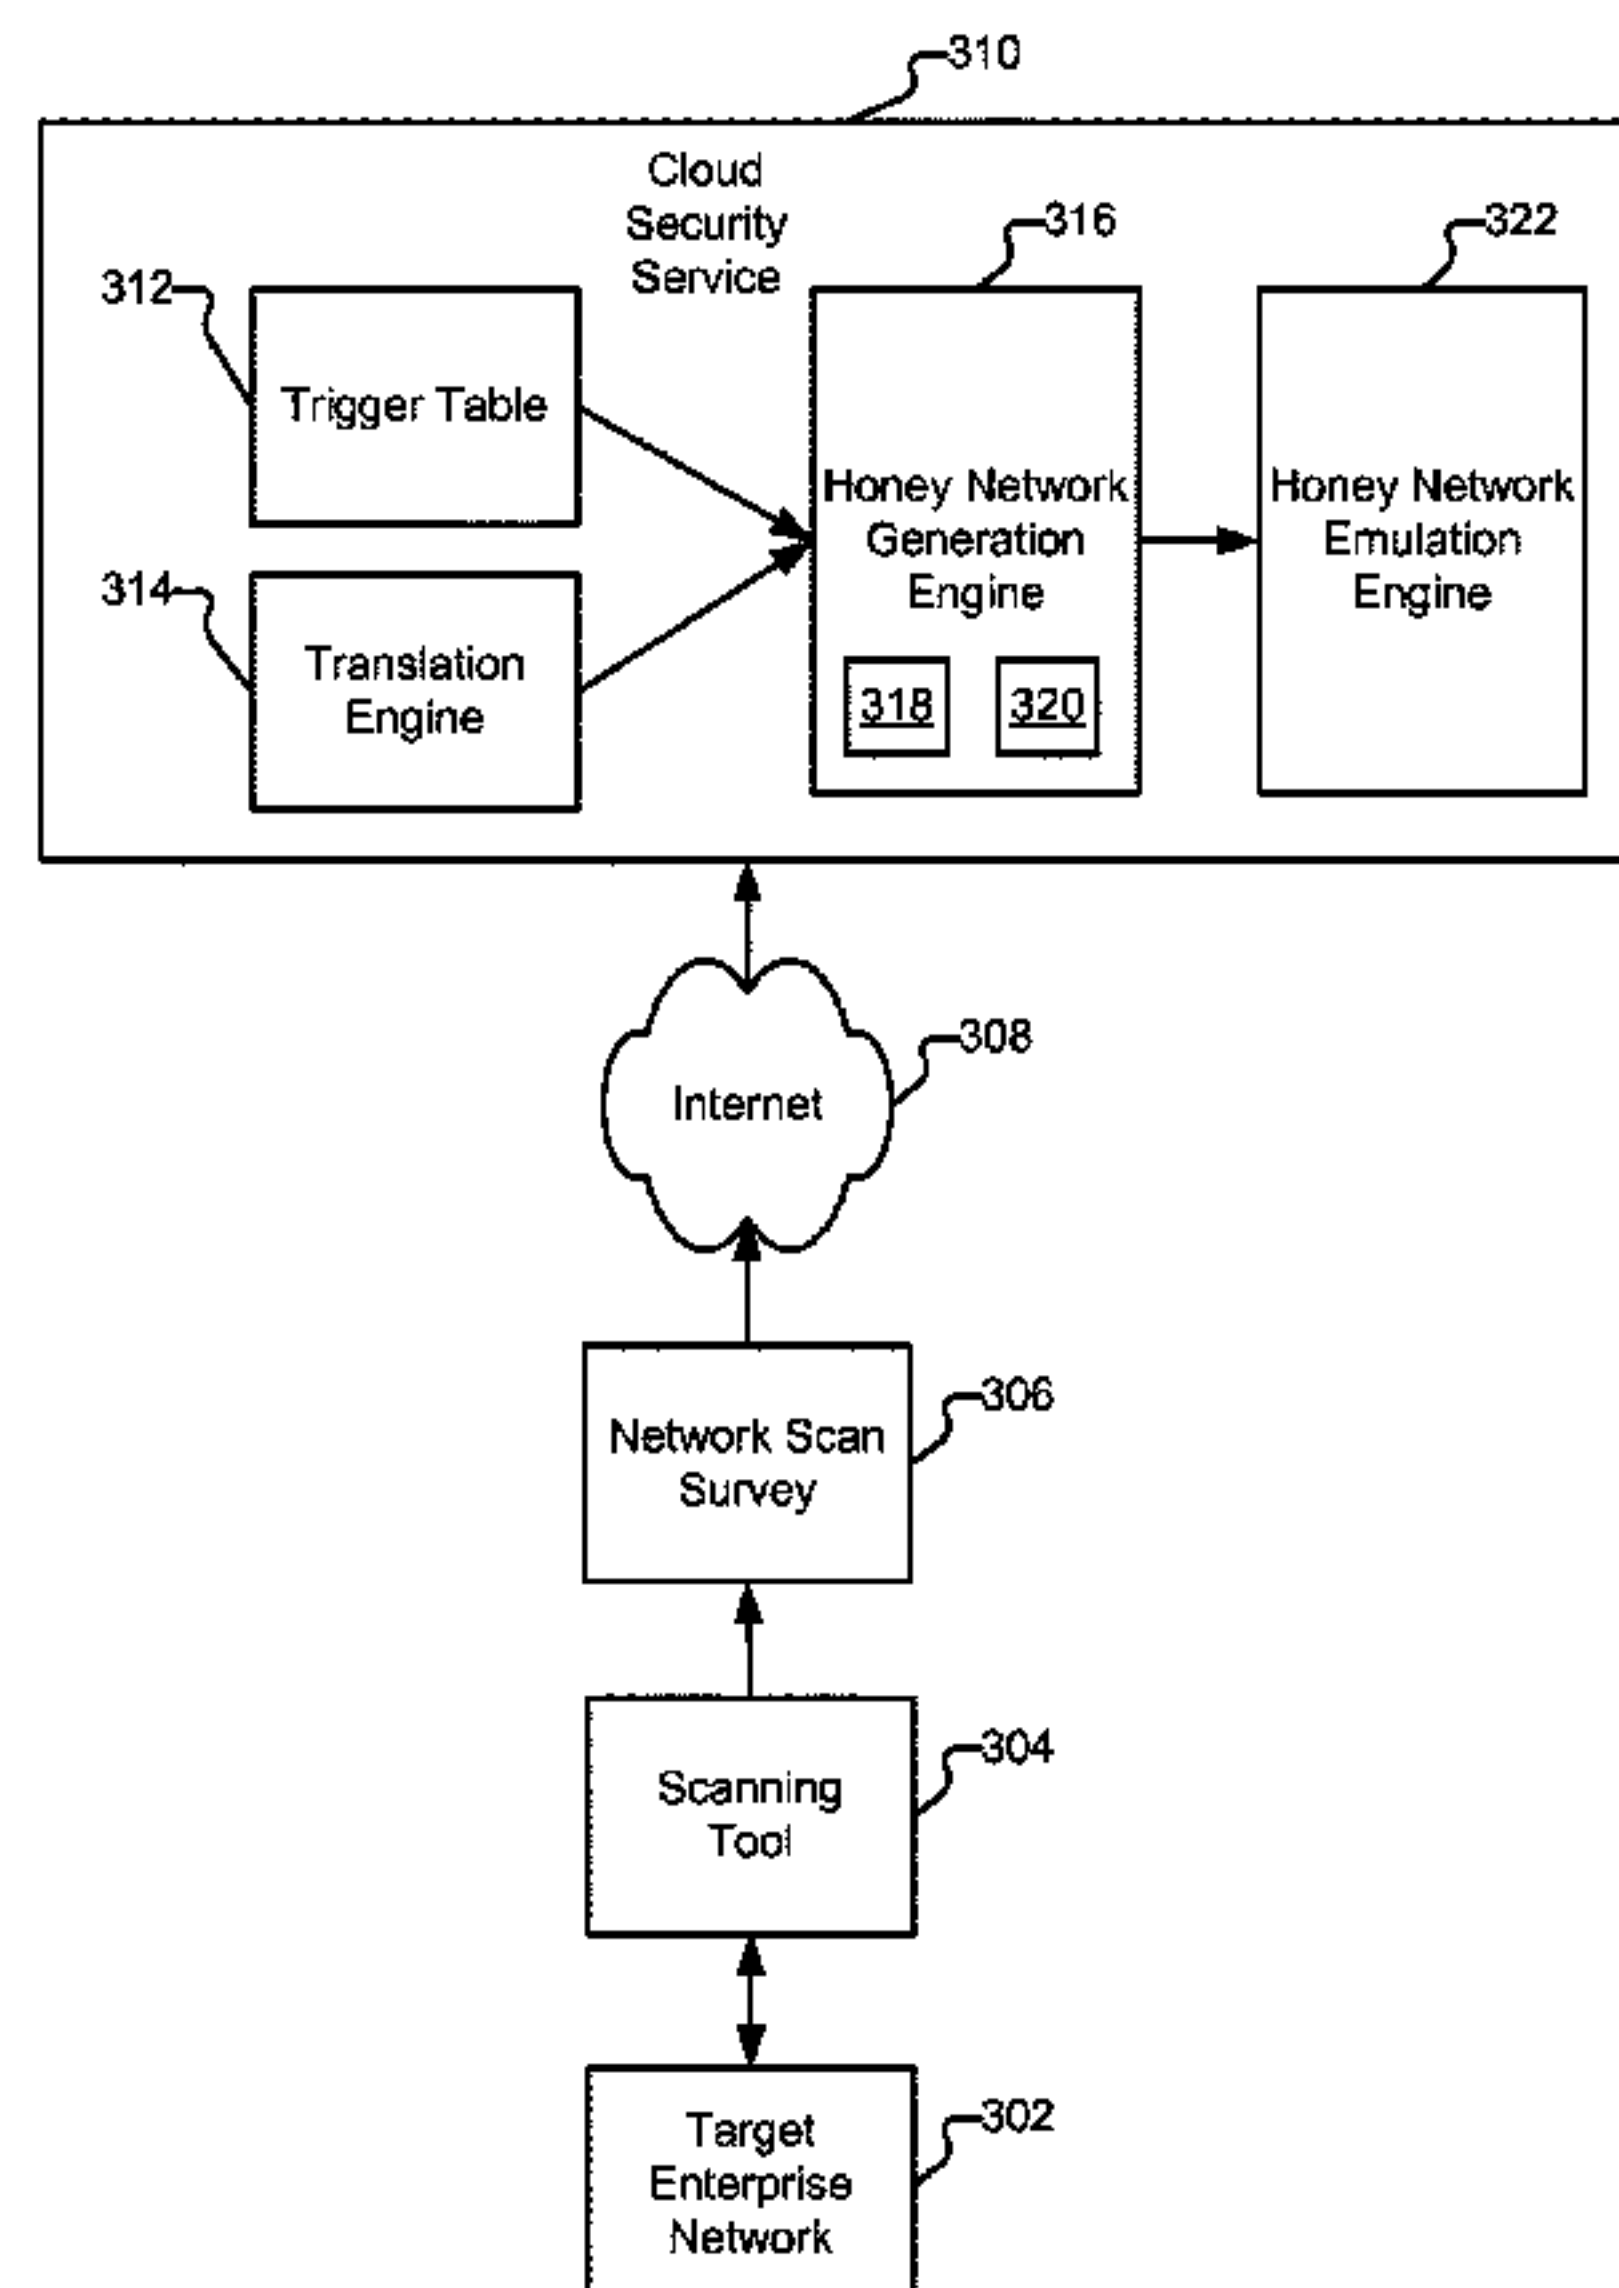 310
Cloud
Security
Service
316
322
312
Trigger Table
Honey Network
Generation
Engine
Honey Network
Emulation
Engine
314
Translation
Engine
318
320
308
Internet
306
Network Scan
Survey
304
Scanning
Tool
302
Target
Enterprise
Network